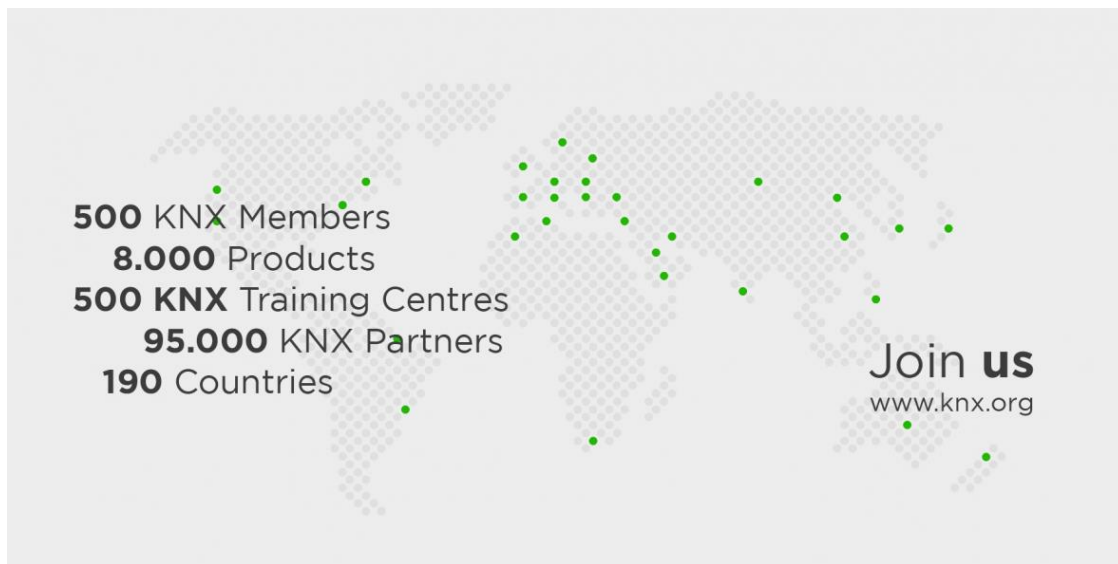 500 KNX Members
8.000 Products
500 KNX Training Centres
95.000 KNX Partners
190 Countries
Join us
www.knx.org